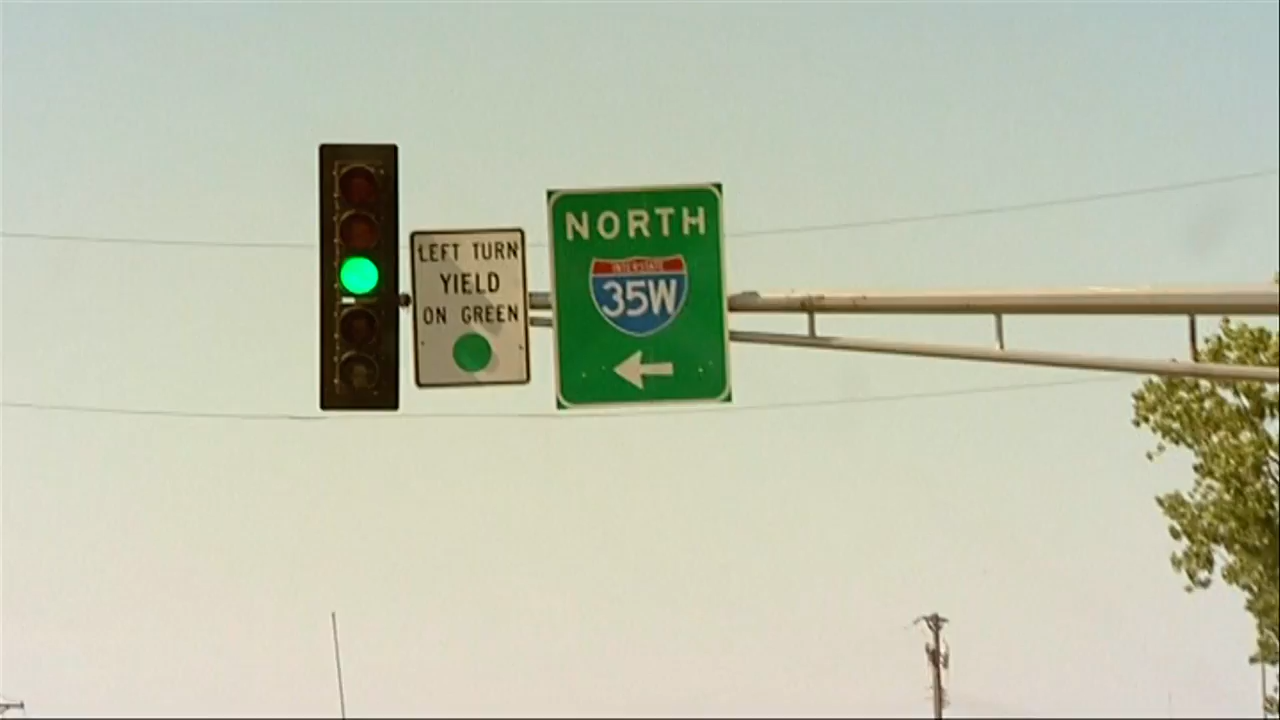 LEFT TURN
YIELD
ON GREEN
NORTH
INTERSTATE
35W